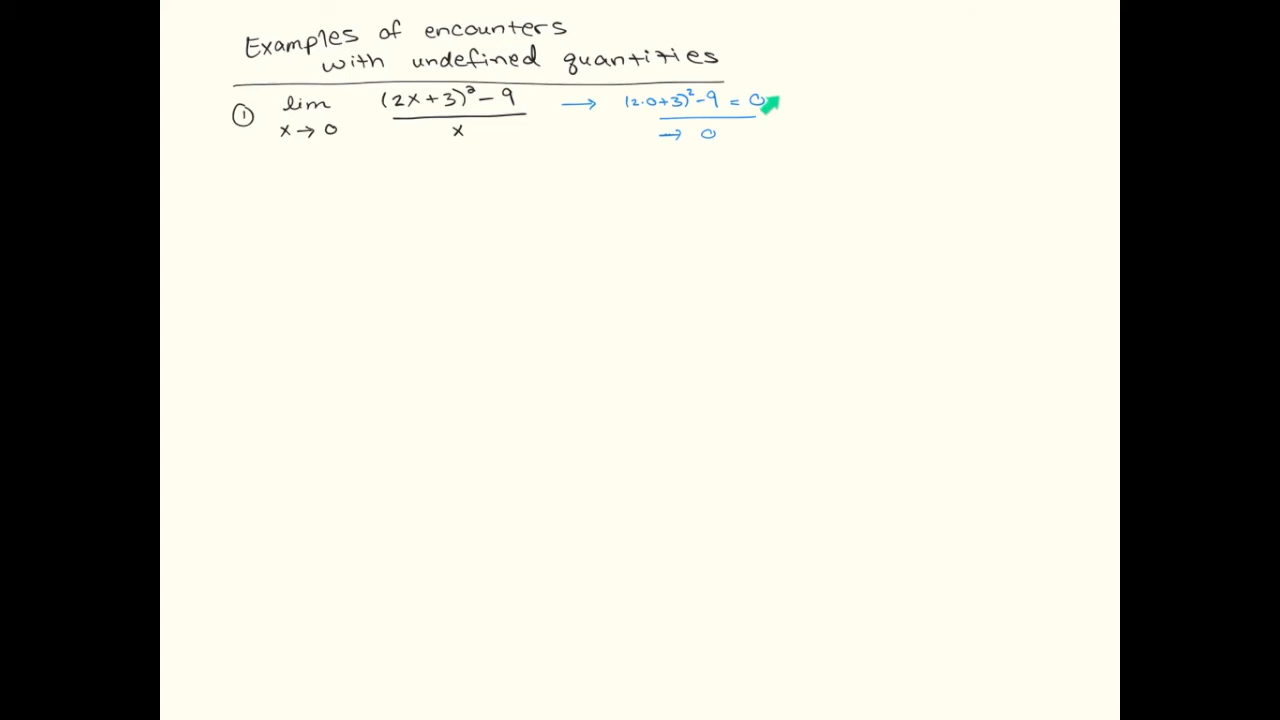 Examples of encounters
with undefined quantities
① lim (2x+3)² - 9 → (2·0+3)² - 9 = 0
x → 0 x → 0